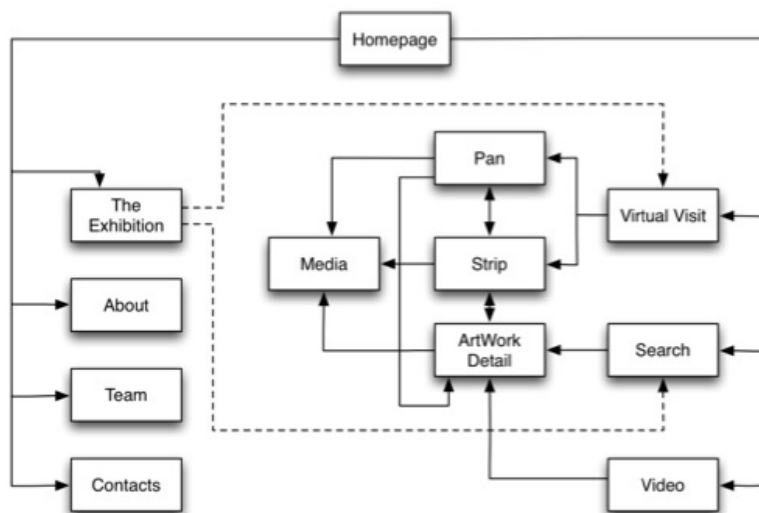 Homepage
Pan
The
Exhibition
Virtual Visit
Media
Strip
About
ArtWork
Detail
Search
Team
Contacts
Video